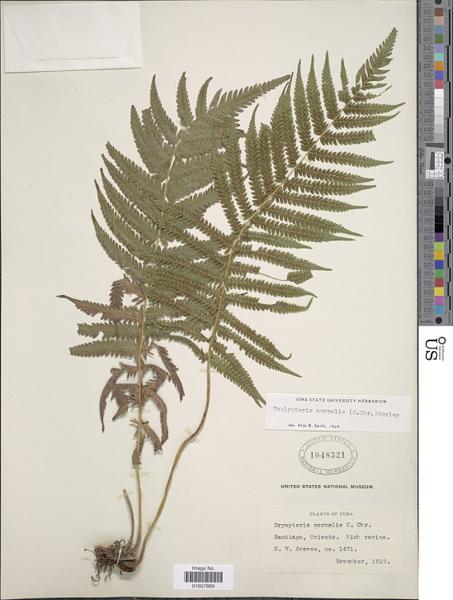 IOWA STATE UNIVERSITY HERBARIUM
Thelypteris normalis (C.Chr.)Moxley
det. Alan R. Smith, 1969
UNITED STATES
1048321
NATIONAL HERBARIUM
UNITED STATES NATIONAL MUSEUM
PLANTS OF CUBA
Dryopteris normalis C. Chr.
Santiago, Oriente. Rich ravine.
E. W. Graves, no. 1471.
November, 1919.
Image No.
01657889
US